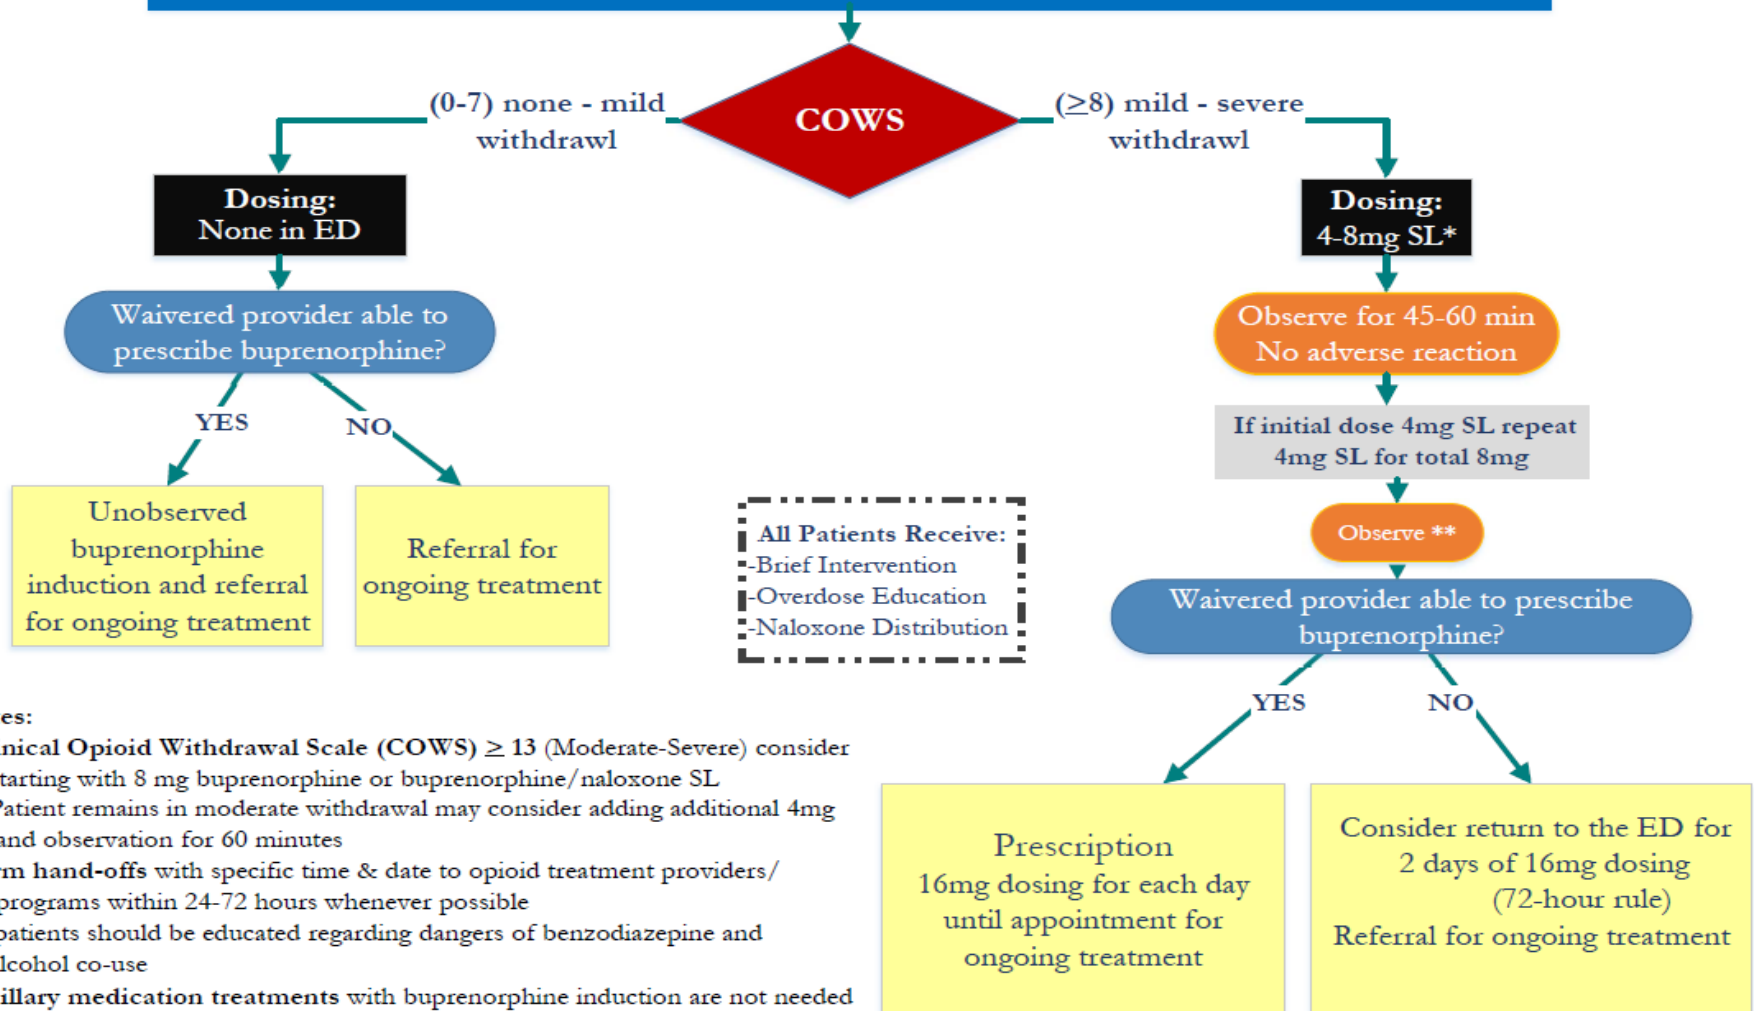 COWS
(0-7) none - mild
withdrawl
(≥8) mild - severe
withdrawl
Dosing:
None in ED
Waivered provider able to
prescribe buprenorphine?
YES
NO
Unobserved
buprenorphine
induction and referral
for ongoing treatment
Referral for
ongoing treatment
All Patients Receive:
-Brief Intervention
-Overdose Education
-Naloxone Distribution
Dosing:
4-8mg SL*
Observe for 45-60 min
No adverse reaction
If initial dose 4mg SL repeat
4mg SL for total 8mg
Observe **
Waivered provider able to prescribe
buprenorphine?
YES
NO
Prescription
16mg dosing for each day
until appointment for
ongoing treatment
Consider return to the ED for
2 days of 16mg dosing
(72-hour rule)
Referral for ongoing treatment
es:
nical Opioid Withdrawal Scale (COWS) ≥ 13 (Moderate-Severe) consider
tarting with 8 mg buprenorphine or buprenorphine/naloxone SL
Patient remains in moderate withdrawal may consider adding additional 4mg
and observation for 60 minutes
rm hand-offs with specific time & date to opioid treatment providers/
programs within 24-72 hours whenever possible
patients should be educated regarding dangers of benzodiazepine and
lcohol co-use
illary medication treatments with buprenorphine induction are not needed